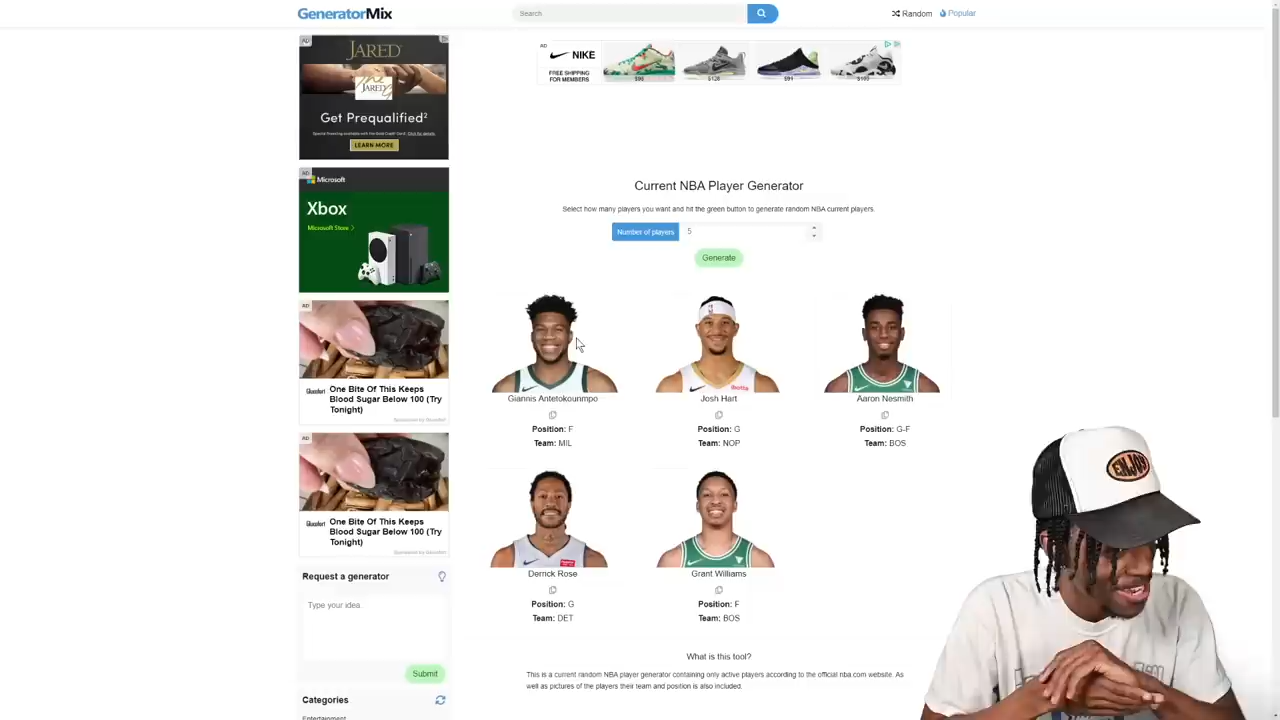 GeneratorMix
Search
Random
Popular
AD
JARED
JARED
Get Prequalified²
LEARN MORE
AD
NIKE
FREE SHIPPING
FOR MEMBERS
AD
Microsoft
Xbox
Microsoft Store >
Current NBA Player Generator
Select how many players you want and hit the green button to generate random NBA current players.
Number of players
5
Generate
AD
One Bite Of This Keeps
Blood Sugar Below 100 (Try
Tonight)
AD
One Bite Of This Keeps
Blood Sugar Below 100 (Try
Tonight)
Giannis Antetokounmpo
Position: F
Team: MIL
Josh Hart
Position: G
Team: NOP
Aaron Nesmith
Position: G-F
Team: BOS
Derrick Rose
Position: G
Team: DET
Grant Williams
Position: F
Team: BOS
Request a generator
Type your idea.
Submit
Categories
Entertainment
What is this tool?
This is a current random NBA player generator containing only active players according to the official nba.com website. As
well as pictures of the players their team and position is also included.
ENJOY